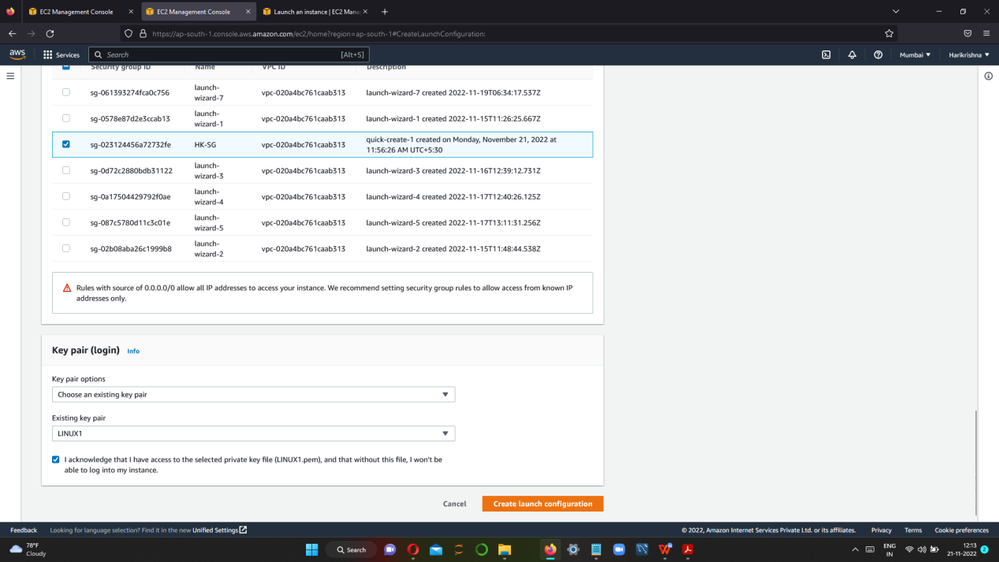 EC2 Management Console
EC2 Management Console
Launch an instance | EC2 Mana
https://ap-south-1.console.aws.amazon.com/ec2/home?region=ap-south-1#CreateLaunchConfiguration:
aws
Services
Search
[Alt+S]
Mumbai
Harikrishna
Security group ID
Name
VPC ID
Description
sg-061393274fca0c756
launch-
wizard-7
vpc-020a4bc761caab313
launch-wizard-7 created 2022-11-19T06:34:17.537Z
sg-0578e87d2e3ccab13
launch-
wizard-1
vpc-020a4bc761caab313
launch-wizard-1 created 2022-11-15T11:26:25.667Z
sg-023124456a72732fe
HK-SG
vpc-020a4bc761caab313
quick-create-1 created on Monday, November 21, 2022 at
11:56:26 AM UTC+5:30
sg-0d72c2880bdb31122
launch-
wizard-3
vpc-020a4bc761caab313
launch-wizard-3 created 2022-11-16T12:39:12.731Z
sg-0a17504429792f0ae
launch-
wizard-4
vpc-020a4bc761caab313
launch-wizard-4 created 2022-11-17T12:40:26.125Z
sg-087c5780d11c3c01e
launch-
wizard-5
vpc-020a4bc761caab313
launch-wizard-5 created 2022-11-17T13:11:31.256Z
sg-02b08aba26c1999b8
launch-
wizard-2
vpc-020a4bc761caab313
launch-wizard-2 created 2022-11-15T11:48:44.538Z
Rules with source of 0.0.0.0/0 allow all IP addresses to access your instance. We recommend setting security group rules to allow access from known IP
addresses only.
Key pair (login) Info
Key pair options
Choose an existing key pair
Existing key pair
LINUX1
I acknowledge that I have access to the selected private key file (LINUX1.pem), and that without this file, I won't be
able to log into my instance.
Cancel
Create launch configuration
Feedback
Looking for language selection? Find it in the new Unified Settings
© 2022, Amazon Internet Services Private Ltd. or its affiliates.
Privacy
Terms
Cookie preferences
78°F
Cloudy
Search
ENG
IN
12:13
21-11-2022
2